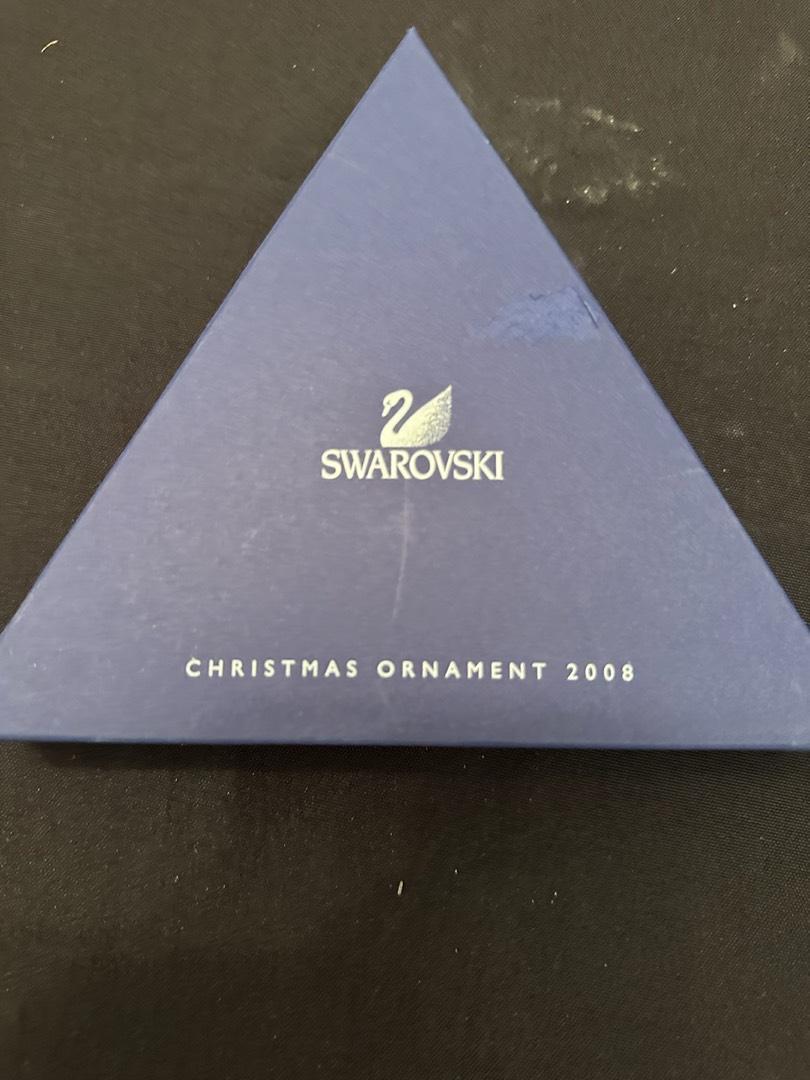 SWAROVSKI
CHRISTMAS ORNAMENT 2008